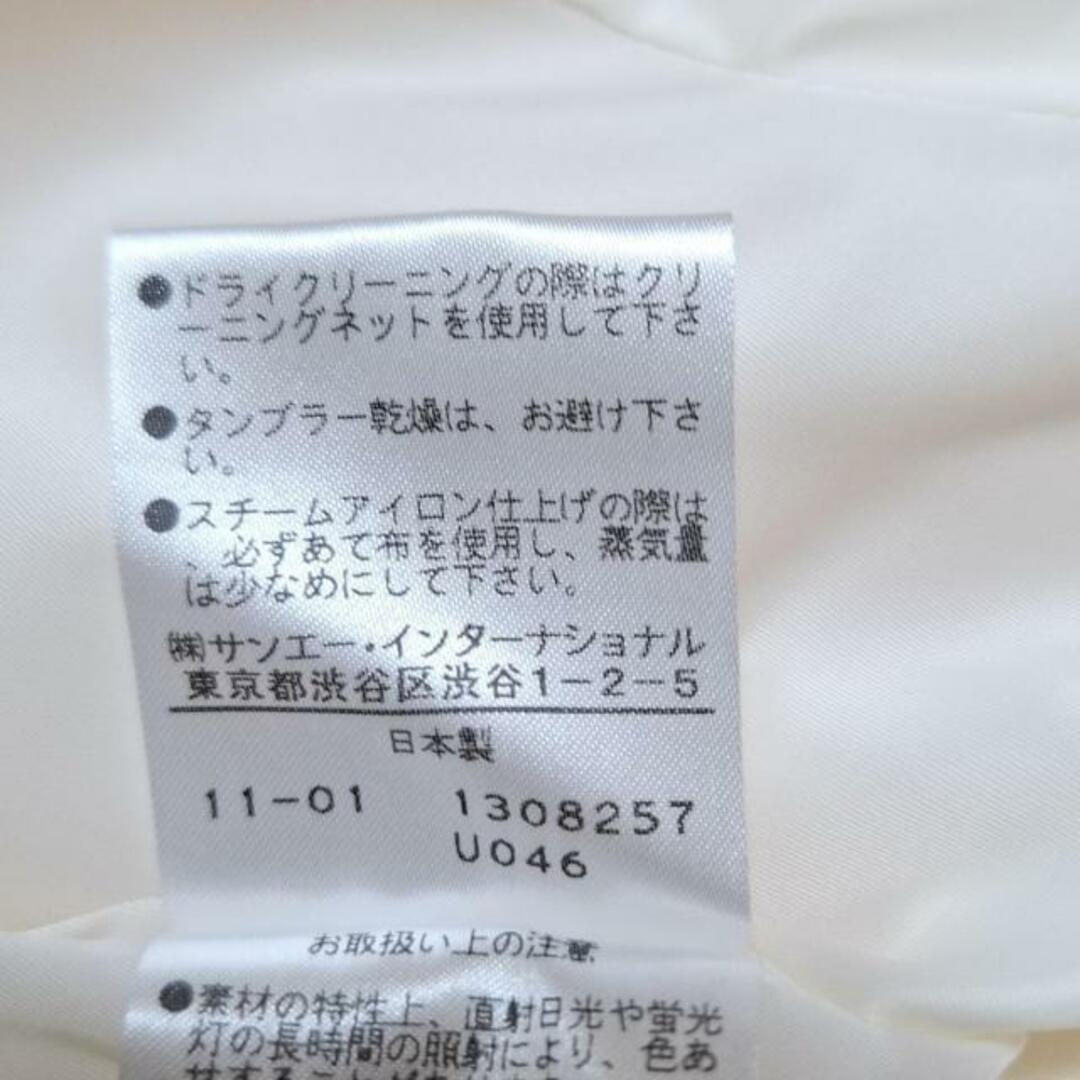 ●ドライクリーニングの際はクリ
ーニングネットを使用して下さ
い。
●タンブラー乾燥は、お避け下さ
い。
●スチームアイロン仕上げの際は
、必ずあて布を使用し、蒸気量
は少なめにして下さい。
㈱サンエー・インターナショナル
東京都渋谷区渋谷1-2-5
日本製
11-01 1308257
U046
お取扱い上の注意
●素材の特性上、直射日光や蛍光
灯の長時間の照射により、色あ